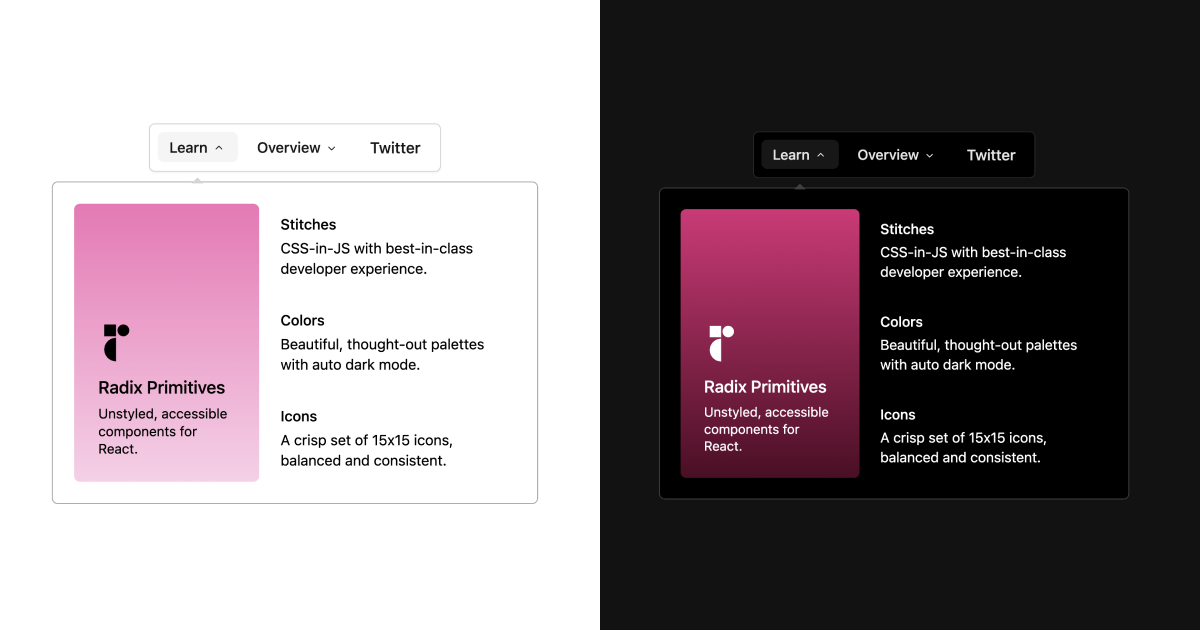 Learn Overview Twitter
Radix Primitives
Unstyled, accessible
components for
React.
Stitches
CSS-in-JS with best-in-class
developer experience.
Colors
Beautiful, thought-out palettes
with auto dark mode.
Icons
A crisp set of 15x15 icons,
balanced and consistent.
Learn Overview Twitter
Radix Primitives
Unstyled, accessible
components for
React.
Stitches
CSS-in-JS with best-in-class
developer experience.
Colors
Beautiful, thought-out palettes
with auto dark mode.
Icons
A crisp set of 15x15 icons,
balanced and consistent.